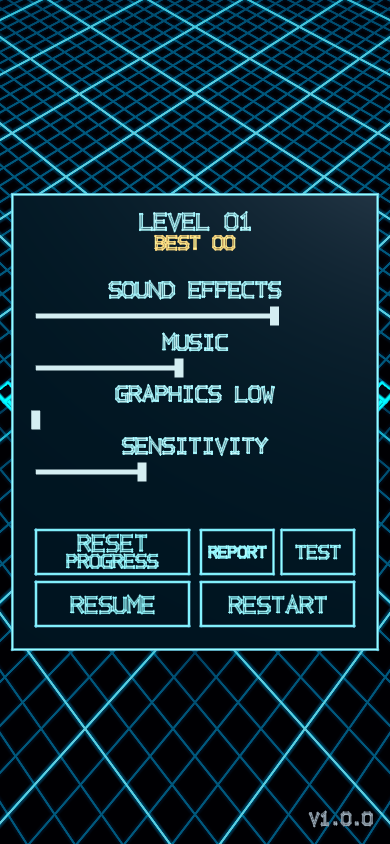 LEVEL 01
BEST 00
SOUND EFFECTS
MUSIC
GRAPHICS LOW
SENSITIVITY
RESET
PROGRESS
REPORT
TEST
RESUME
RESTART
v1.0.0